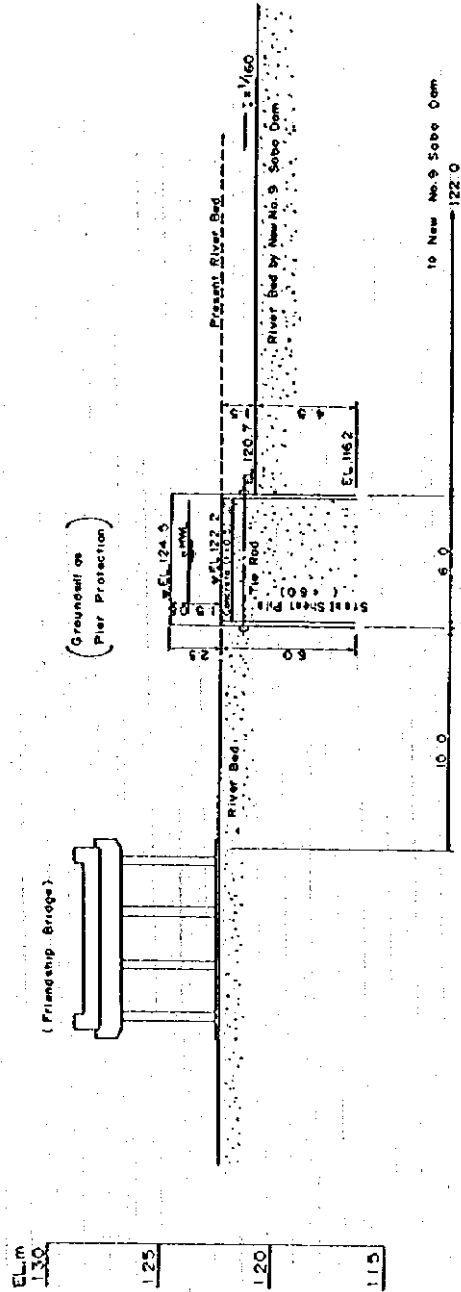 EL.m
130
125
120
115
(Friendship Bridge)
(Groundsill as
Pier Protection)
EL 124.5
HWL
EL 122.2
2.5
6.0
Tie Rod
Steel Sheet Pile
River Bed
EL 120.7
EL 116.2
Present River Bed
I = 1/160
River Bed by New No. 9 Sabo Dam
10.0
6.0
122.0
to New No. 9 Sabo Dam